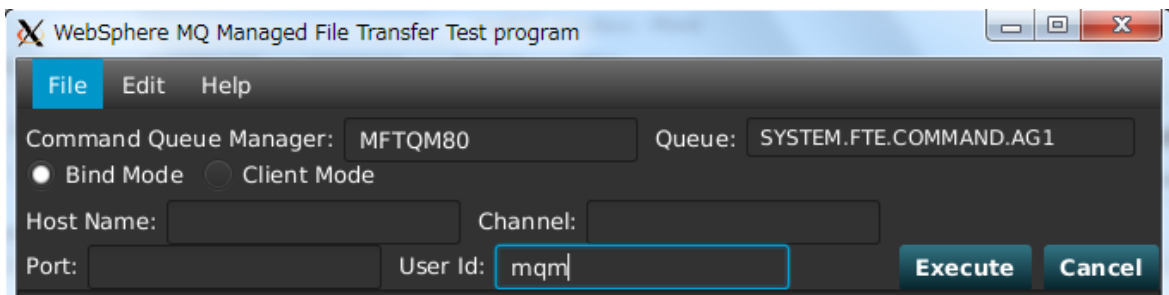 WebSphere MQ Managed File Transfer Test program
File Edit Help
Command Queue Manager: MFTQM80 Queue: SYSTEM.FTE.COMMAND.AG1
Bind Mode Client Mode
Host Name: Channel:
Port: User Id: mqm Execute Cancel